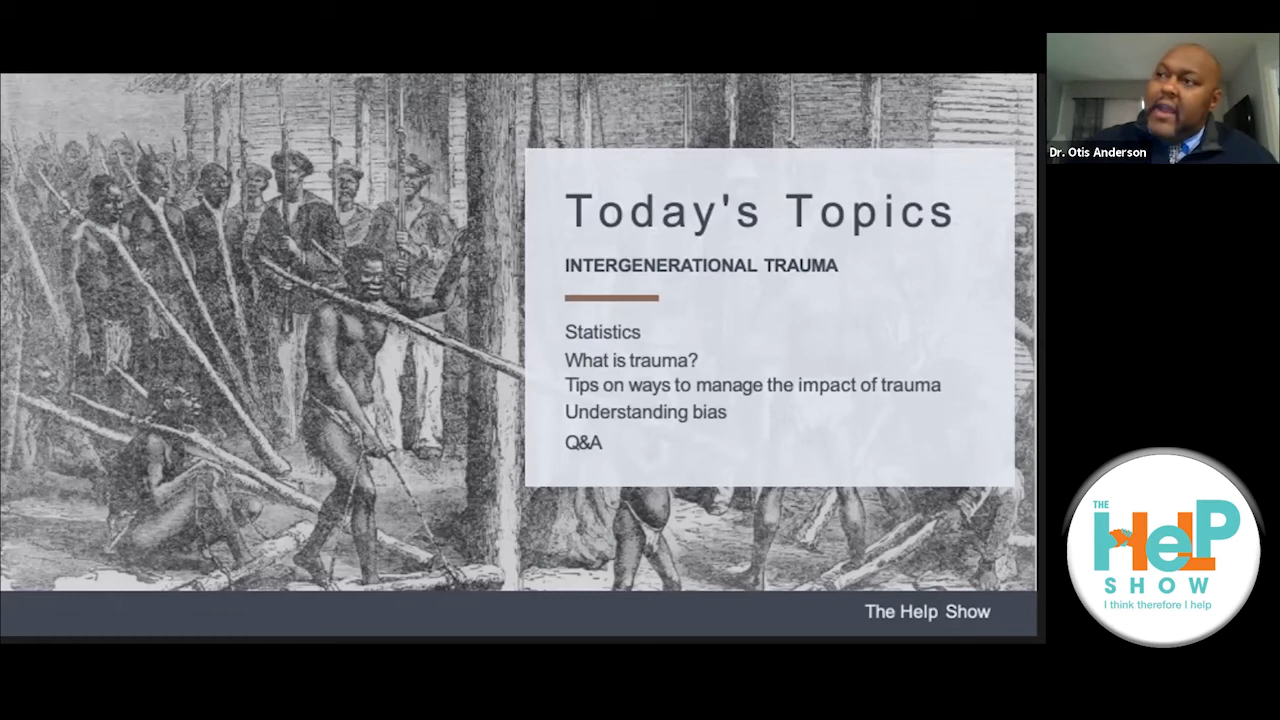 Today's Topics
INTERGENERATIONAL TRAUMA
Statistics
What is trauma?
Tips on ways to manage the impact of trauma
Understanding bias
Q&A
The Help Show
Dr. Otis Anderson
THE
HeLP
SHOW
I think therefore I help